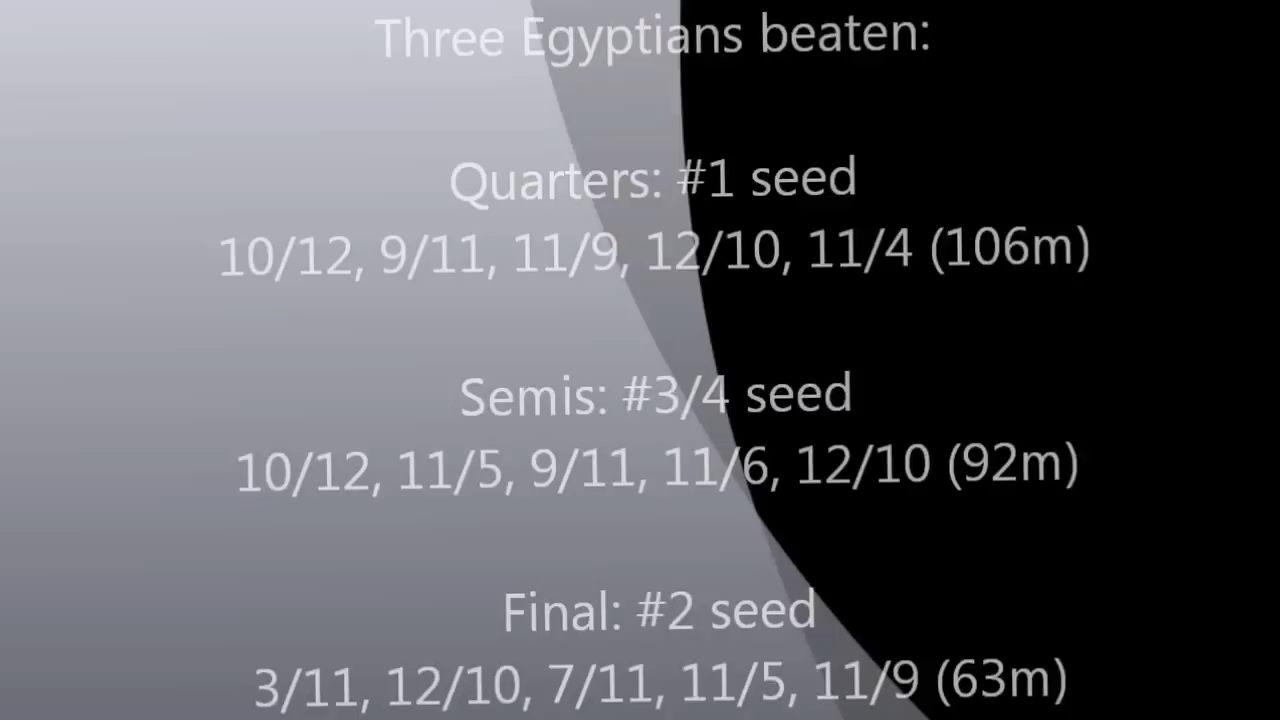 Three Egyptians beaten:
Quarters: #1 seed
10/12, 9/11, 11/9, 12/10, 11/4 (106m)
Semis: #3/4 seed
10/12, 11/5, 9/11, 11/6, 12/10 (92m)
Final: #2 seed
3/11, 12/10, 7/11, 11/5, 11/9 (63m)